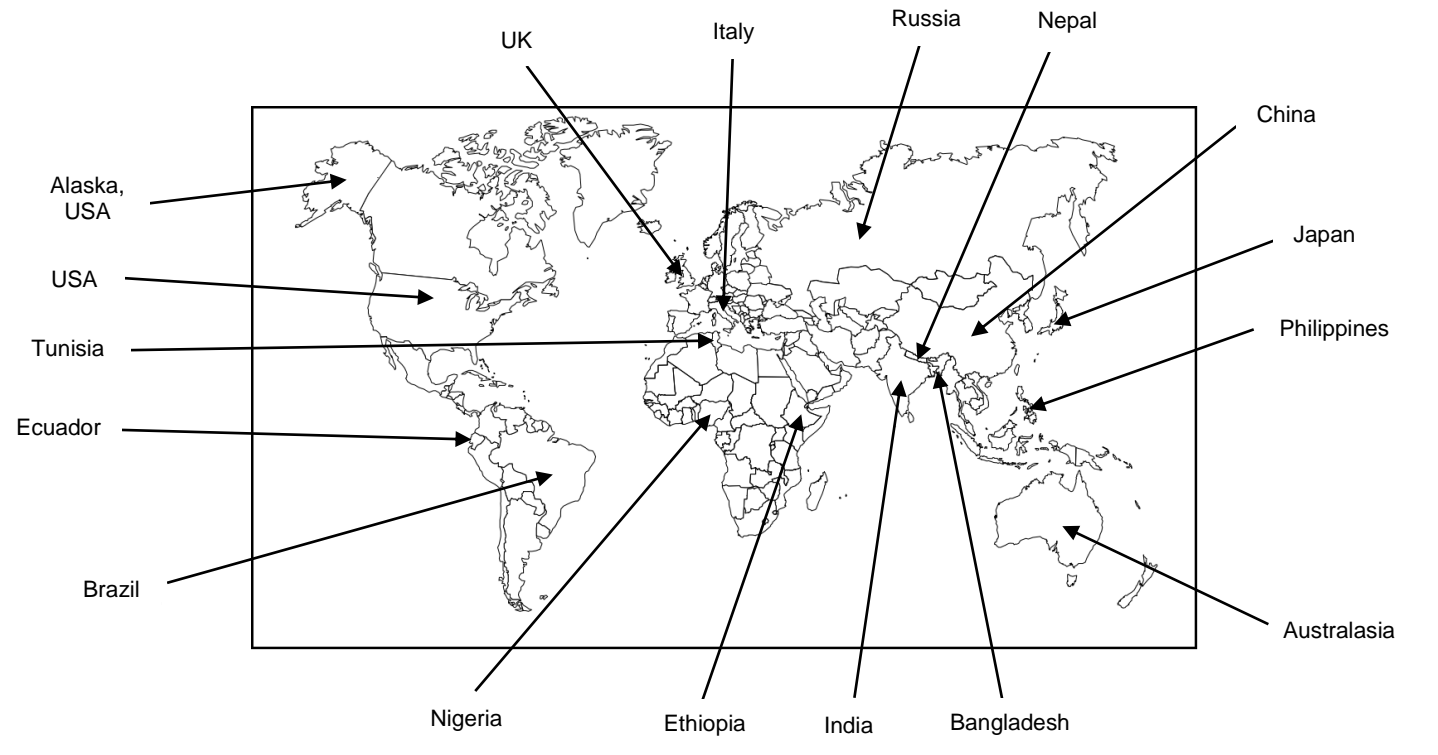 Russia
Nepal
Italy
UK
China
Alaska,
USA
Japan
USA
Philippines
Tunisia
Ecuador
Brazil
Australasia
Nigeria
Ethiopia
India
Bangladesh